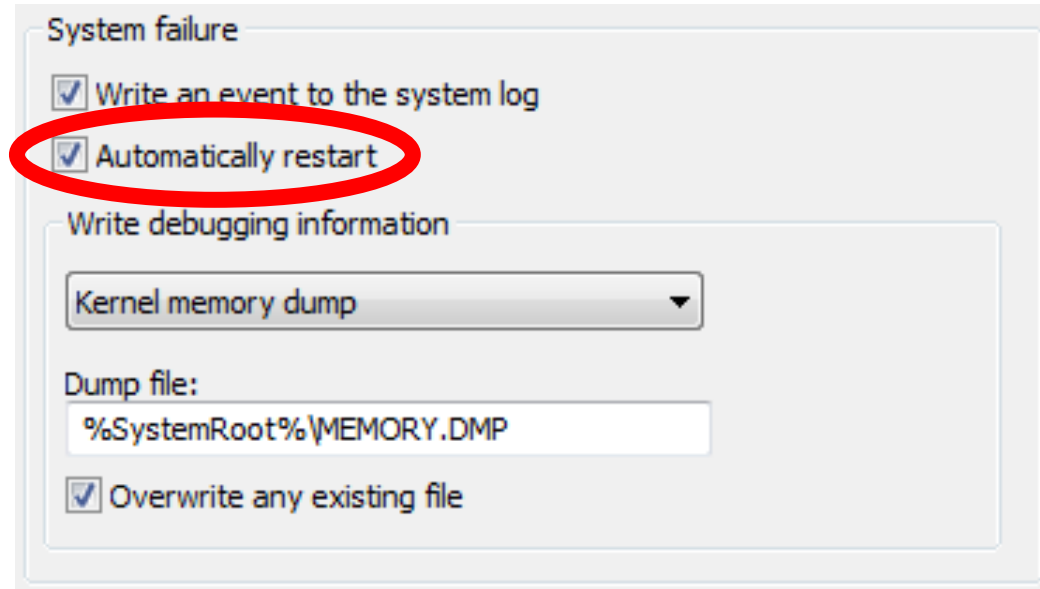 System failure
Write an event to the system log
Automatically restart
Write debugging information
Kernel memory dump
Dump file:
%SystemRoot%\MEMORY.DMP
Overwrite any existing file